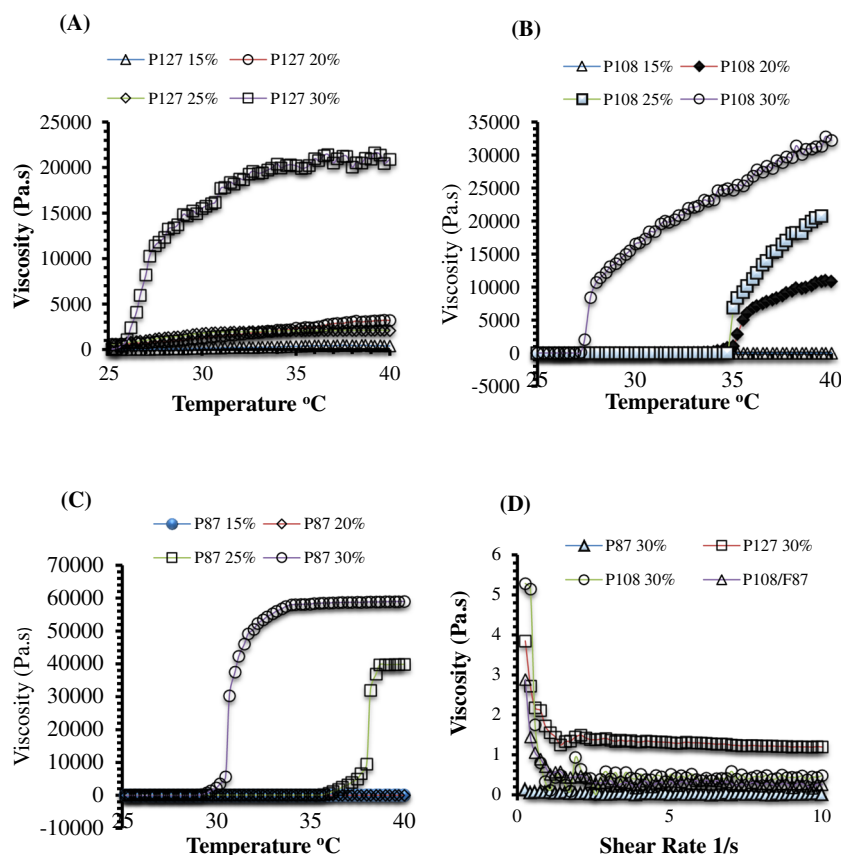 (A)
P127 15% P127 20%
P127 25% P127 30%
25000
20000
15000
10000
5000
0
Viscosity (Pa.s)
25 30 35 40
Temperature °C
(B)
P108 15% P108 20%
P108 25% P108 30%
35000
30000
25000
20000
15000
10000
5000
0
-5000
Viscosity (Pa.s)
25 30 35 40
Temperature °C
(C)
P87 15% P87 20%
P87 25% P87 30%
70000
60000
50000
40000
30000
20000
10000
0
-10000
Viscosity (Pa.s)
25 30 35 40
Temperature °C
(D)
P87 30% P127 30%
P108 30% P108/F87
6
5
4
3
2
1
0
Viscosity (Pa.s)
0 5 10
Shear Rate 1/s